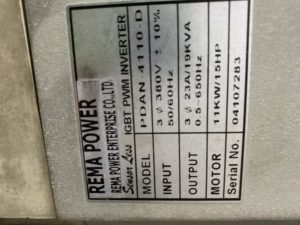 REMA POWER
REMA POWER ENTERPRISE CO.,LTD.
Sensor Less IGBT PWM INVERTER
MODEL PDAN 4110-D
INPUT 3 ϕ 380V ± 10%
50/60Hz
OUTPUT 3 ϕ 23A/19KVA
0.5-650Hz
MOTOR 11KW/15HP
Serial No. 04107283